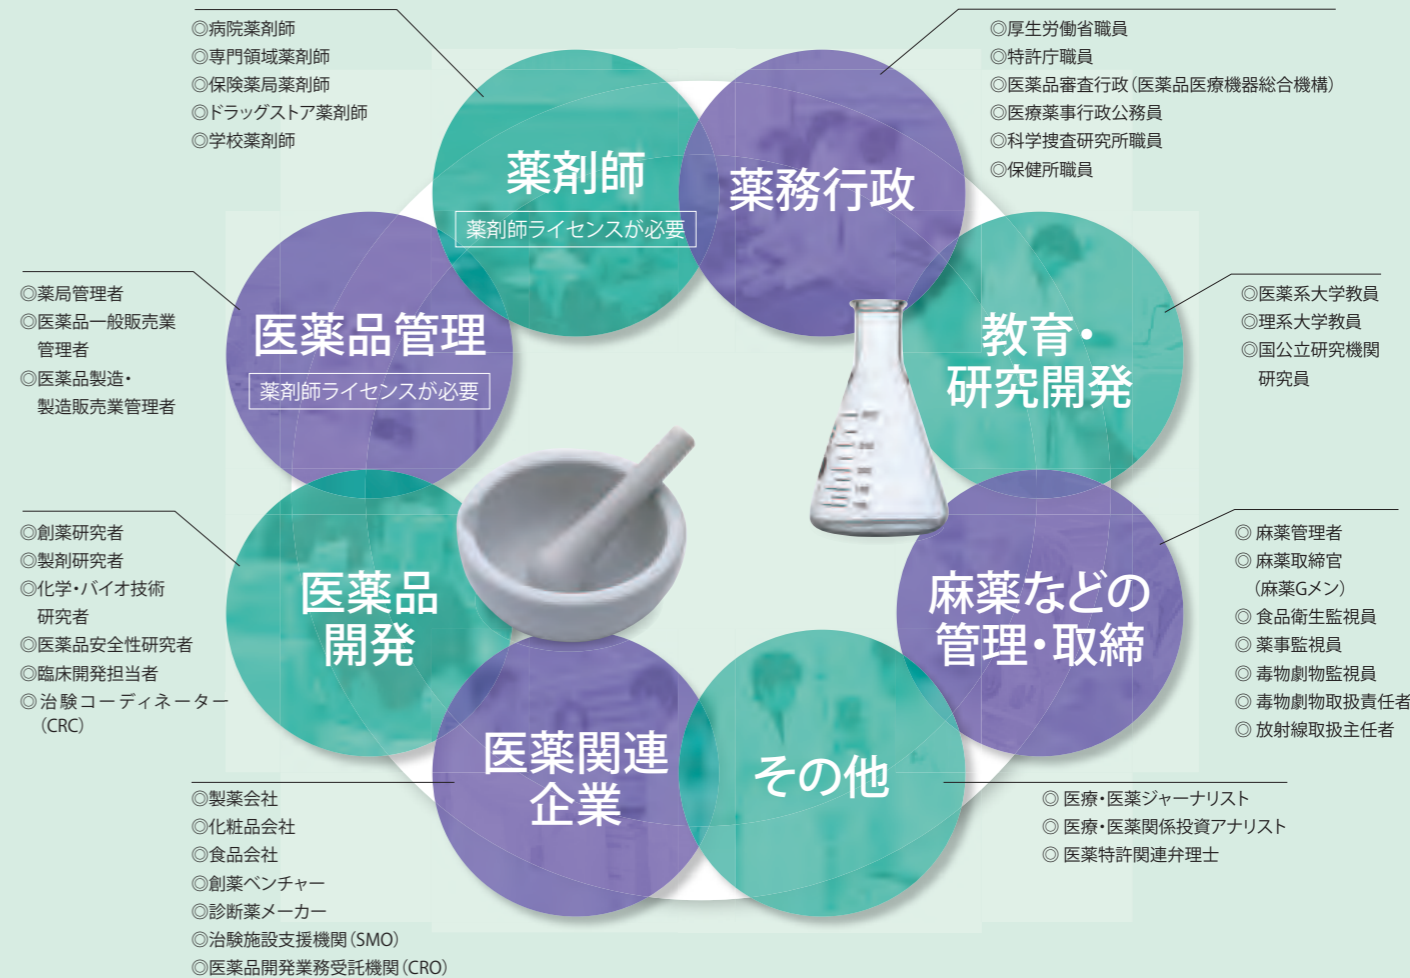 ◎病院薬剤師
◎専門領域薬剤師
◎保険薬局薬剤師
◎ドラッグストア薬剤師
◎学校薬剤師
薬剤師
薬剤師ライセンスが必要
◎厚生労働省職員
◎特許庁職員
◎医薬品審査行政(医薬品医療機器総合機構)
◎医療薬事行政公務員
◎科学捜査研究所職員
◎保健所職員
薬務行政
◎薬局管理者
◎医薬品一般販売業
管理者
◎医薬品製造・
製造販売業管理者
医薬品管理
薬剤師ライセンスが必要
◎医薬系大学教員
◎理系大学教員
◎国公立研究機関
研究員
教育・
研究開発
◎創薬研究者
◎製剤研究者
◎化学・バイオ技術
研究者
◎医薬品安全性研究者
◎臨床開発担当者
◎治験コーディネーター
(CRC)
医薬品
開発
◎ 麻薬管理者
◎ 麻薬取締官
(麻薬Gメン)
◎ 食品衛生監視員
◎ 薬事監視員
◎ 毒物劇物監視員
◎ 毒物劇物取扱責任者
◎ 放射線取扱主任者
麻薬などの
管理・取締
医薬関連
企業
◎製薬会社
◎化粧品会社
◎食品会社
◎創薬ベンチャー
◎診断薬メーカー
◎治験施設支援機関(SMO)
◎医薬品開発業務受託機関(CRO)
その他
◎ 医療・医薬ジャーナリスト
◎ 医療・医薬関係投資アナリスト
◎ 医薬特許関連弁理士